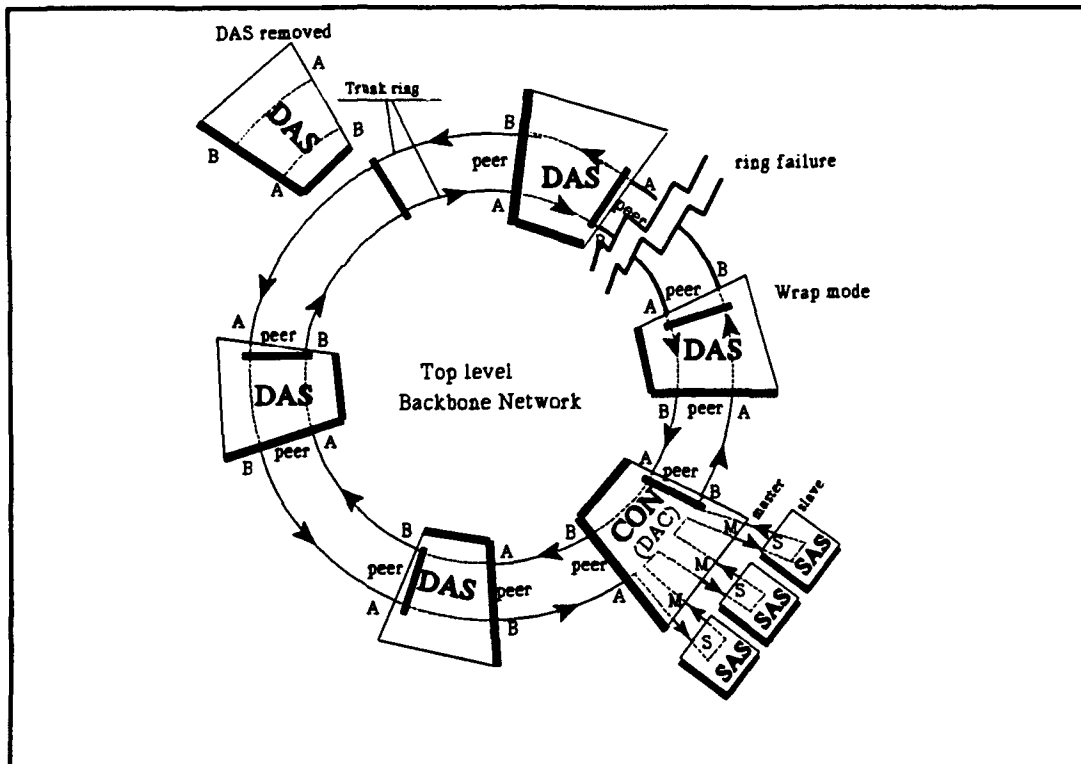 DAS removed
A
Trunk ring
DAS
B
B
A
B
peer
DAS
A
A
peer
B
ring failure
B
peer
A
Wrap mode
DAS
B
peer
A
A
peer
B
DAS
A
peer
B
Top level
Backbone Network
A
peer
B
CON
(DAC)
master
slave
M
S
SAS
M
S
SAS
M
S
SAS
B
peer
A
B
peer
A
DAS
A
peer
B